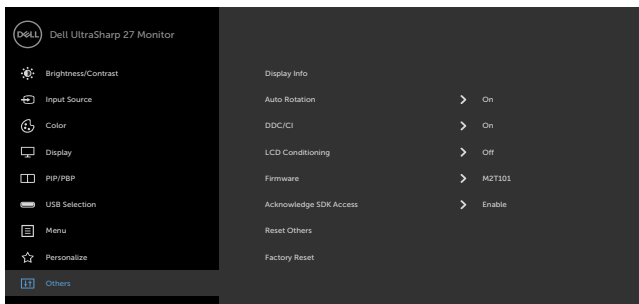 DELL Dell UltraSharp 27 Monitor
Brightness/Contrast Display Info
Input Source Auto Rotation On
Color DDC/CI On
Display LCD Conditioning Off
PIP/PBP Firmware M2T101
USB Selection Acknowledge SDK Access Enable
Menu Reset Others
Personalize Factory Reset
Others